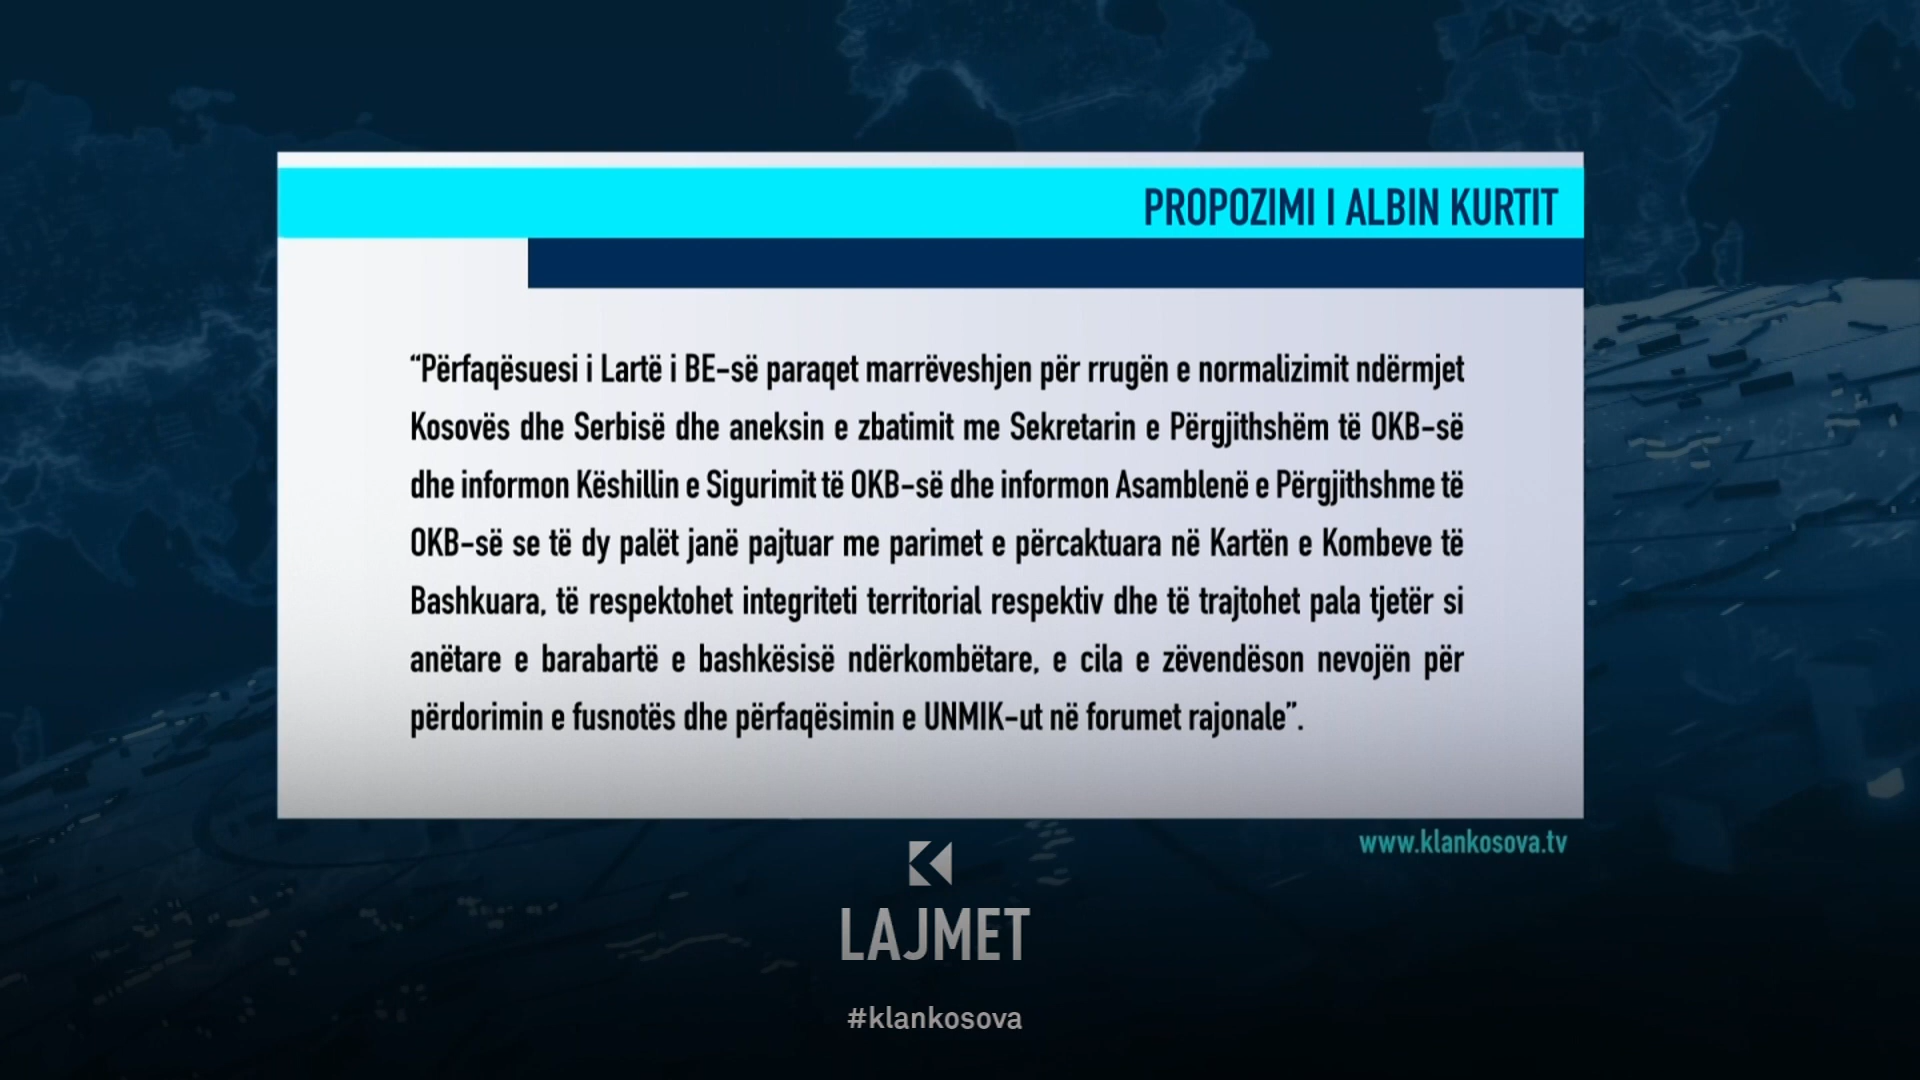 PROPOZIMI I ALBIN KURTIT
“Përfaqësuesi i Lartë i BE-së paraqet marrëveshjen për rrugën e normalizimit ndërmjet
Kosovës dhe Serbisë dhe aneksin e zbatimit me Sekretarin e Përgjithshëm të OKB-së
dhe informon Këshillin e Sigurimit të OKB-së dhe informon Asamblenë e Përgjithshme të
OKB-së se të dy palët janë pajtuar me parimet e përcaktuara në Kartën e Kombeve të
Bashkuara, të respektohet integriteti territorial respektiv dhe të trajtohet pala tjetër si
anëtare e barabartë e bashkësisë ndërkombëtare, e cila e zëvendëson nevojën për
përdorimin e fusnotës dhe përfaqësimin e UNMIK-ut në forumet rajonale”.
www.klankosova.tv
LAJMET
#klankosova